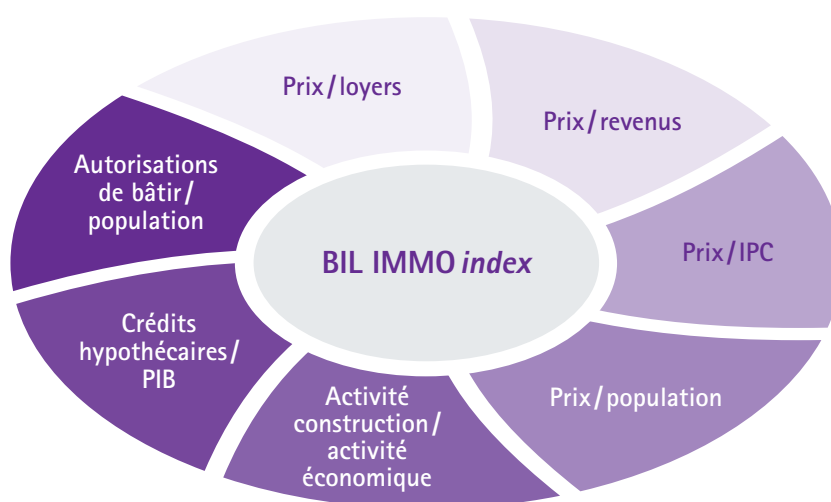 Prix/loyers
Prix/revenus
Prix/IPC
Prix/population
Activité
construction/
activité
économique
Crédits
hypothécaires/
PIB
Autorisations
de bâtir/
population
BIL IMMO index